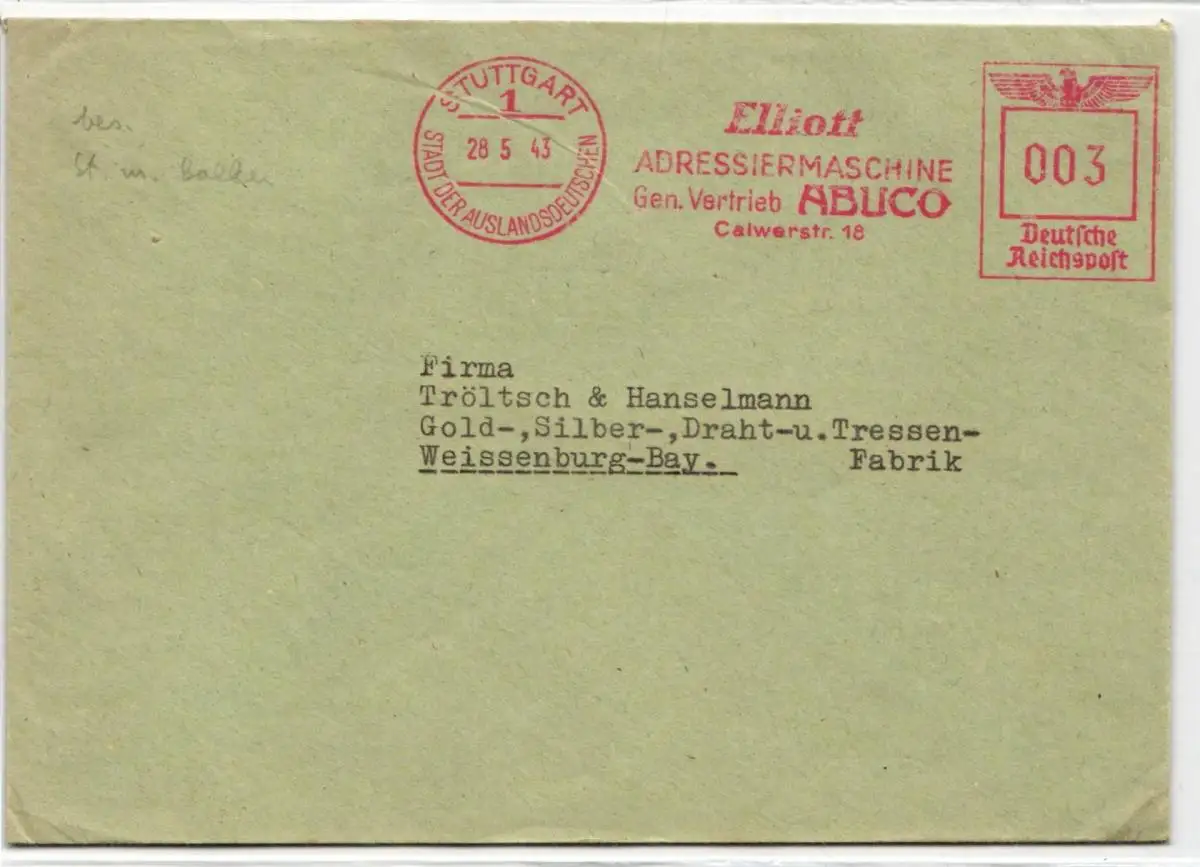 bes.
St. m.
STUTTGART
1
28 5 43
STADT DER AUSLANDSDEUTSCHEN
Elliott
ADRESSIERMASCHINE
Gen. Vertrieb ABUCO
Calwerstr. 18
003
Deutsche
Reichspost
Firma
Tröltsch & Hanselmann
Gold-,Silber-,Draht-u.Tressen-
Weissenburg-Bay. Fabrik